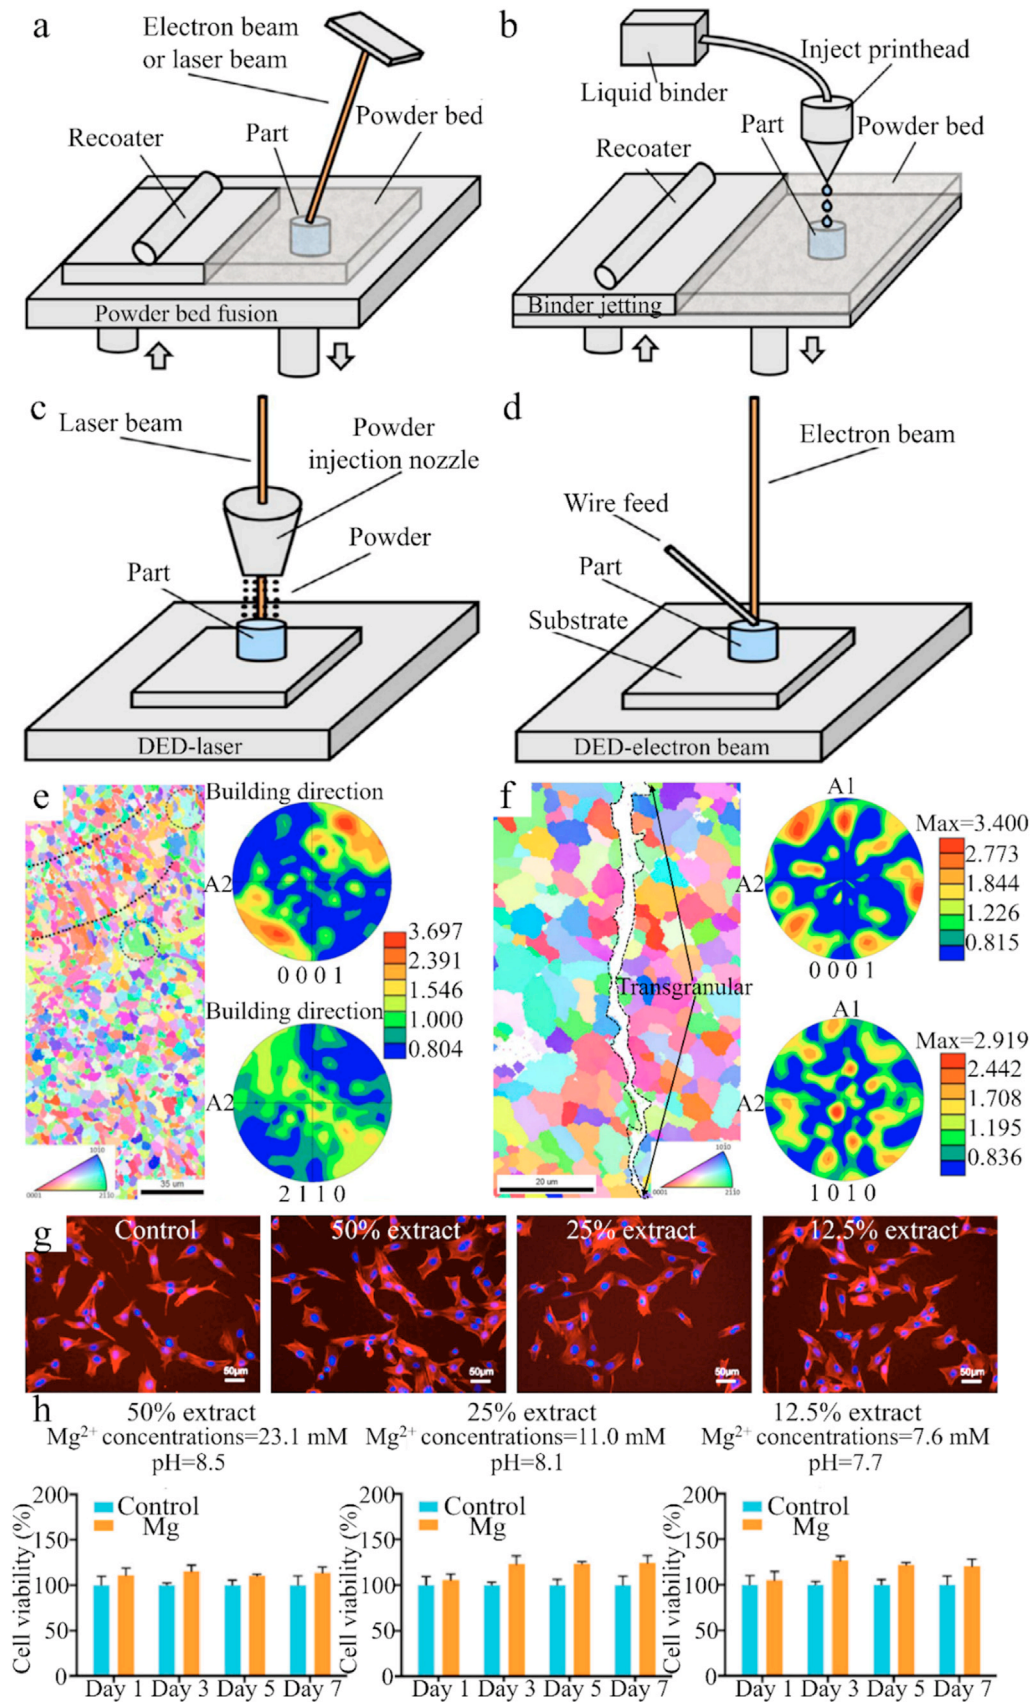 a
Electron beam
or laser beam
Powder bed
Part
Recoater
Powder bed fusion
b
Inject printhead
Liquid binder
Part
Powder bed
Recoater
Binder jetting
c
Laser beam
Powder
injection nozzle
Powder
Part
DED-laser
d
Electron beam
Wire feed
Part
Substrate
DED-electron beam
e
Building direction
A2
0 0 0 1
Building direction
A2
2 1 1 0
3.697
2.391
1.546
1.000
0.804
0001
1010
2110
35 um
f
Transgranular
A1
A2
0 0 0 1
Max=3.400
2.773
1.844
1.226
0.815
A1
A2
1 0 1 0
Max=2.919
2.442
1.708
1.195
0.836
20 um
0001
1010
2110
g
Control
50% extract
25% extract
12.5% extract
50μm
50μm
50μm
50μm
h
50% extract
Mg2+ concentrations=23.1 mM
pH=8.5
25% extract
Mg2+ concentrations=11.0 mM
pH=8.1
12.5% extract
Mg2+ concentrations=7.6 mM
pH=7.7
Cell viability (%)
200
150
100
50
0
Control
Mg
Day 1 Day 3 Day 5 Day 7
Cell viability (%)
200
150
100
50
0
Control
Mg
Day 1 Day 3 Day 5 Day 7
Cell viability (%)
200
150
100
50
0
Control
Mg
Day 1 Day 3 Day 5 Day 7